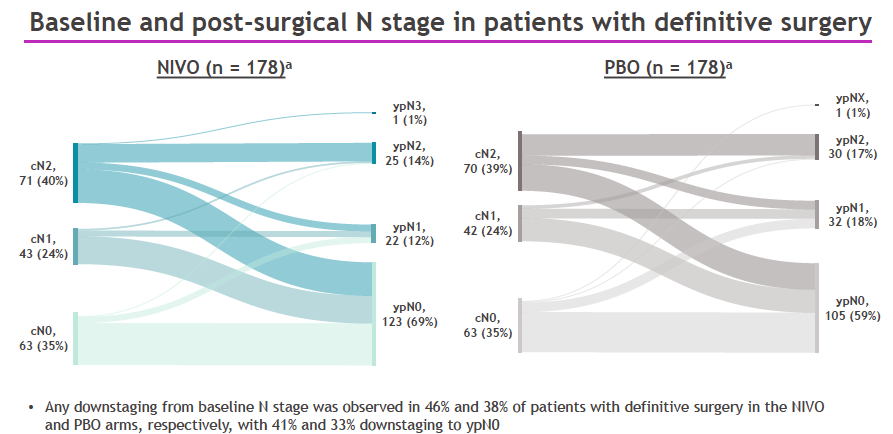 Baseline and post-surgical N stage in patients with definitive surgery
NIVO (n = 178)ᵃ
PBO (n = 178)ᵃ
cN2,
71 (40%)
cN1,
43 (24%)
cN0,
63 (35%)
ypN3,
1 (1%)
ypN2,
25 (14%)
ypN1,
22 (12%)
ypN0,
123 (69%)
cN2,
70 (39%)
cN1,
42 (24%)
cN0,
63 (35%)
ypNX,
1 (1%)
ypN2,
30 (17%)
ypN1,
32 (18%)
ypN0,
105 (59%)
• Any downstaging from baseline N stage was observed in 46% and 38% of patients with definitive surgery in the NIVO
and PBO arms, respectively, with 41% and 33% downstaging to ypN0